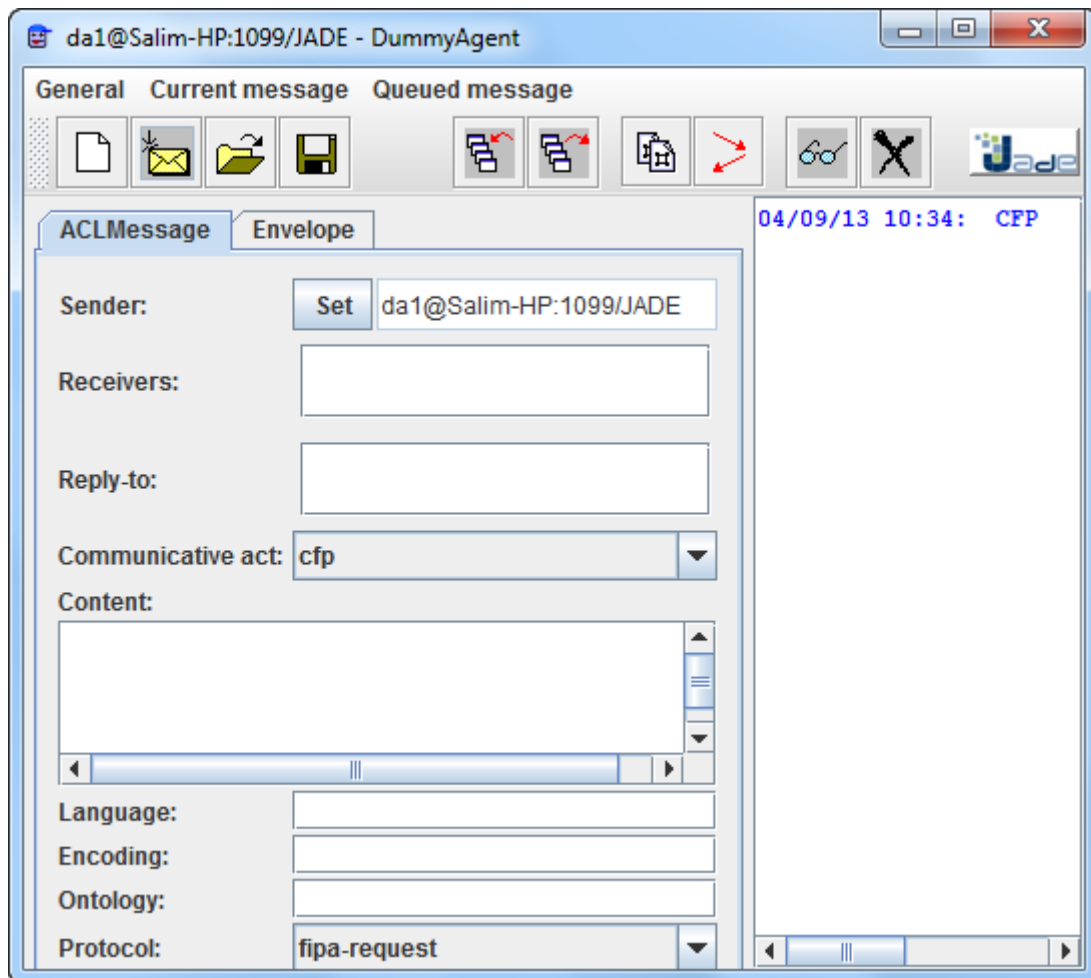 da1@Salim-HP:1099/JADE - DummyAgent
General Current message Queued message
Jade
ACLMessage Envelope
04/09/13 10:34: CFP
Sender: Set da1@Salim-HP:1099/JADE
Receivers:
Reply-to:
Communicative act: cfp
Content:
Language:
Encoding:
Ontology:
Protocol: fipa-request